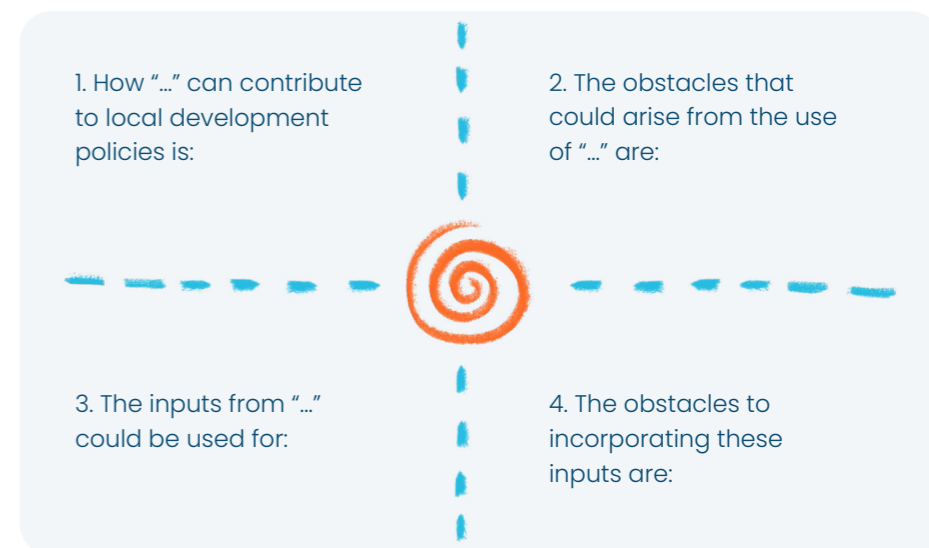 1. How “...” can contribute
to local development
policies is:
2. The obstacles that
could arise from the use
of “...” are:
3. The inputs from “...”
could be used for:
4. The obstacles to
incorporating these
inputs are: